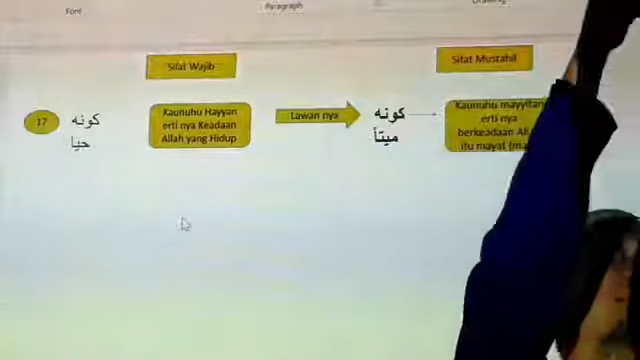 Font
Paragraph
Drawing
Sifat Wajib
Sifat Mustahil
17
كونه
حيا
Kaunuhu Hayyan
erti nya Keadaan
Allah yang Hidup
Lawan nya
كونه
ميتاً
Kaunuhu mayyitan
erti nya
berkeadaan
itu mayat